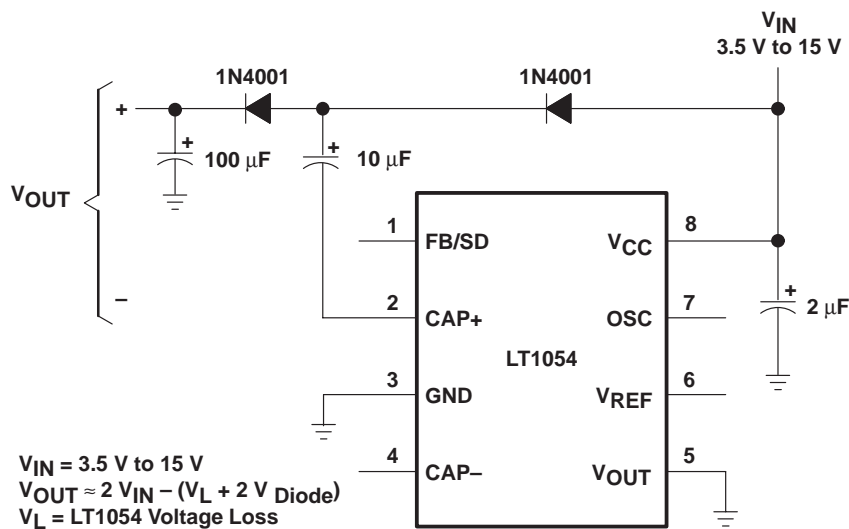 VIN
3.5 V to 15 V
1N4001
1N4001
+
+
100 μF
+
10 μF
VOUT
–
1
FB/SD
VCC
8
2
CAP+
OSC
7
+
2 μF
LT1054
3
GND
VREF
6
4
CAP–
VOUT
5
VIN = 3.5 V to 15 V
VOUT ≈ 2 VIN – (VL + 2 V Diode)
VL = LT1054 Voltage Loss